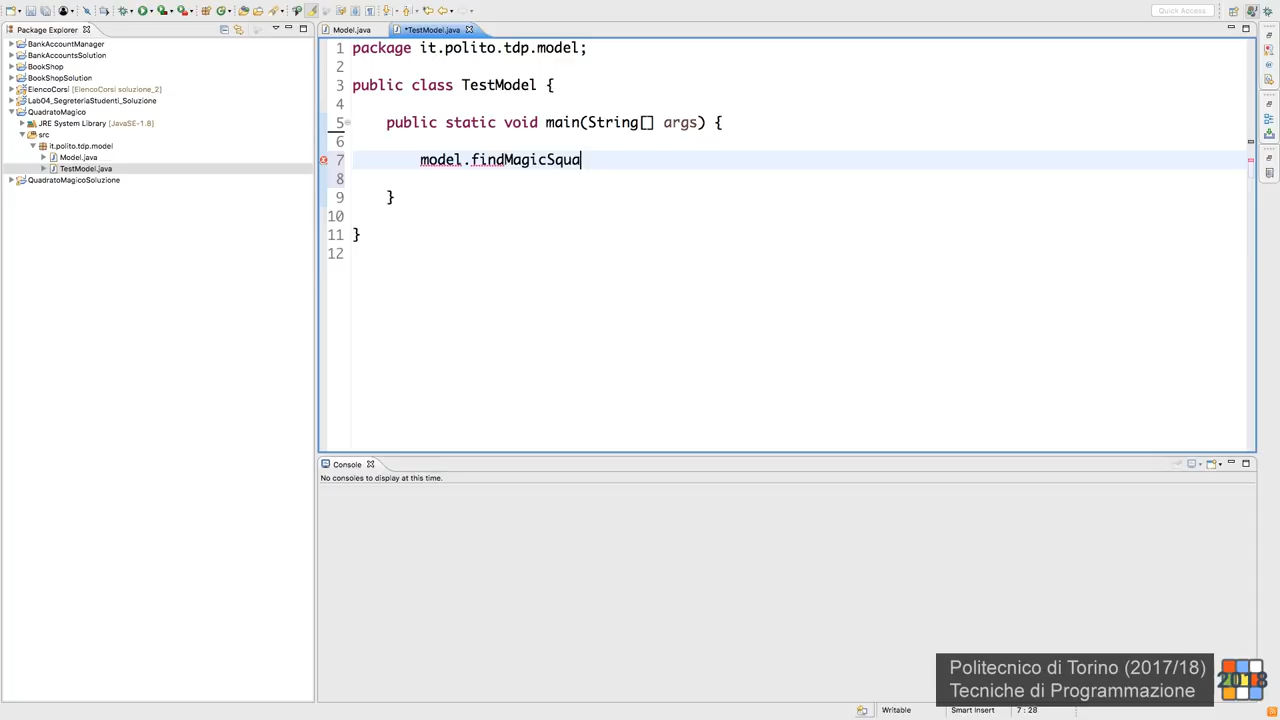 Quick Access
Package Explorer
BankAccountManager
BankAccountsSolution
BookShop
BookShopSolution
ElencoCorsi [ElencoCorsi soluzione_2]
Lab04_SegreteriaStudenti_Soluzione
QuadratoMagico
JRE System Library [JavaSE-1.8]
src
it.polito.tdp.model
Model.java
TestModel.java
QuadratoMagicoSoluzione
Model.java
*TestModel.java
1 package it.polito.tdp.model;
2
3 public class TestModel {
4
5 public static void main(String[] args) {
6
7 model.findMagicSqua
8
9 }
10
11 }
12
Console
No consoles to display at this time.
Politecnico di Torino (2017/18)
Tecniche di Programmazione
2018
Writable
Smart Insert
7 : 28